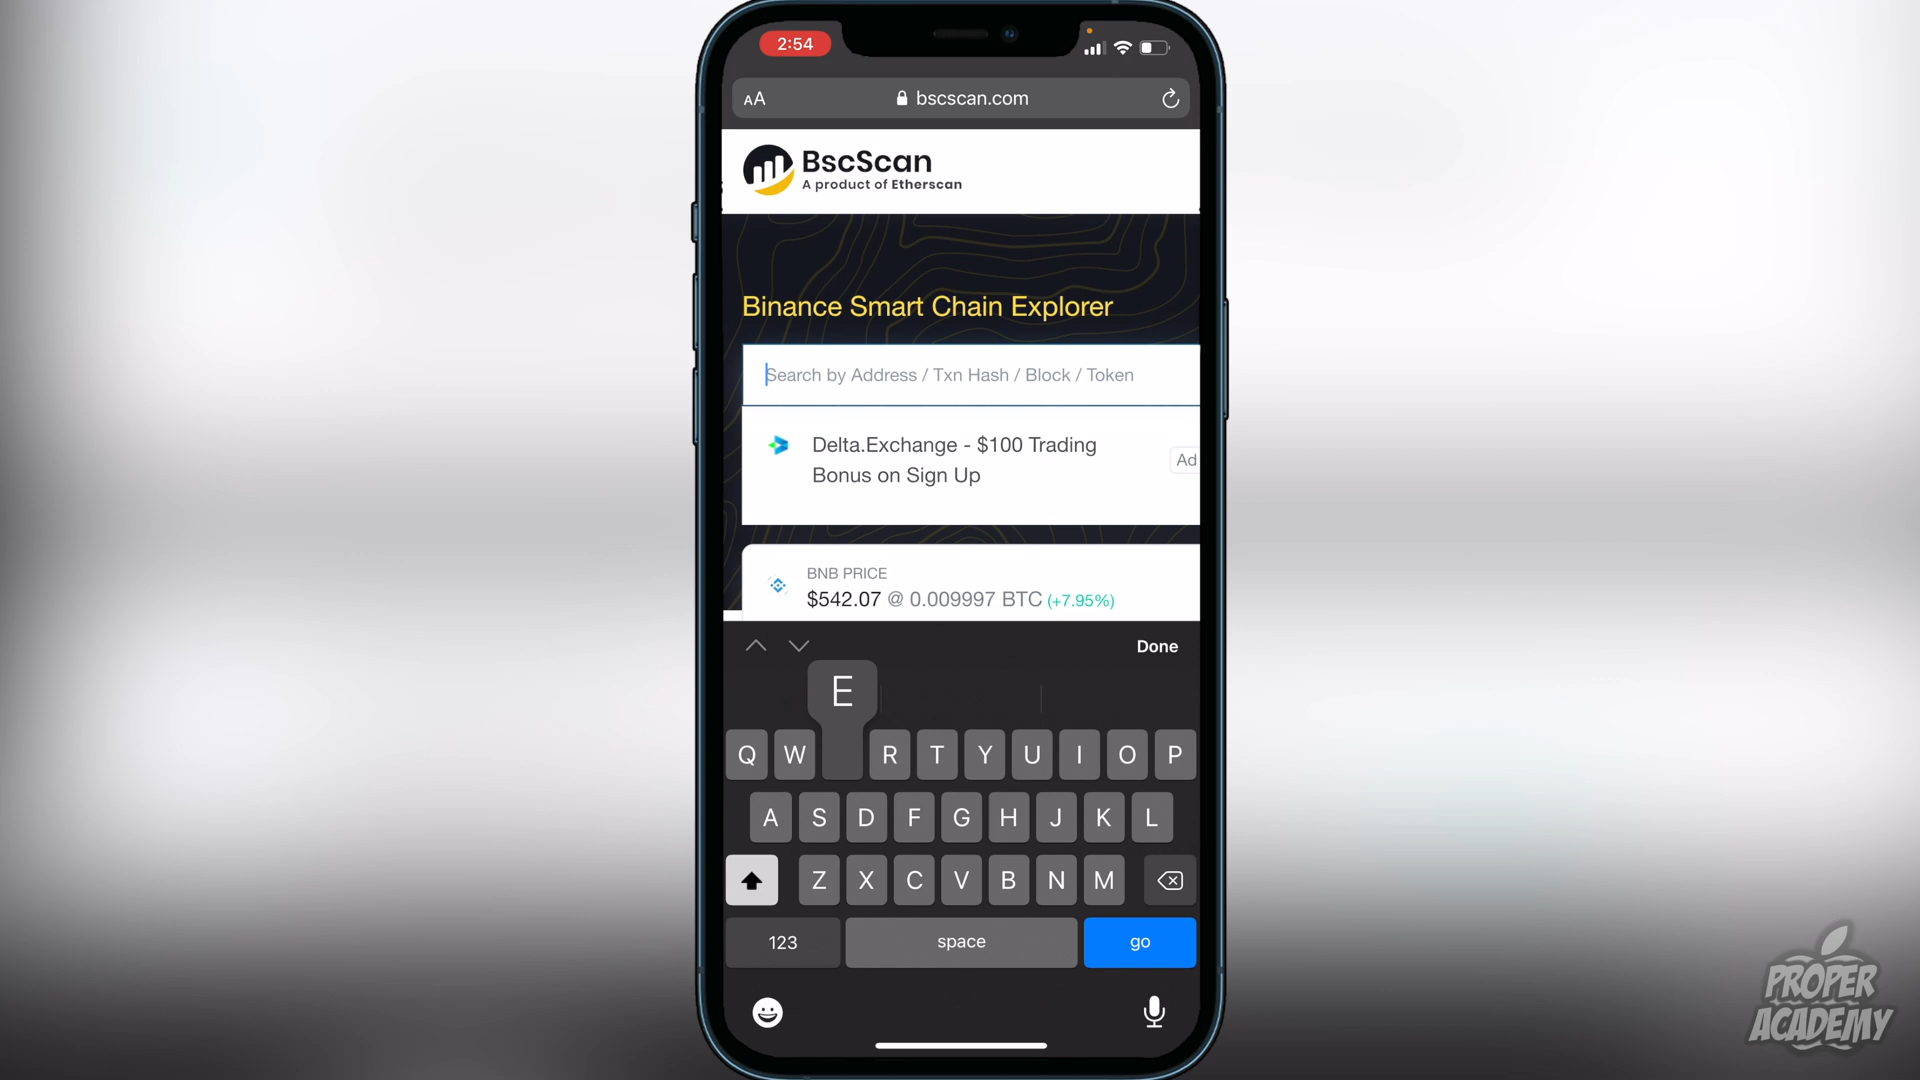 2:54
AA bscscan.com
BscScan
A product of Etherscan
Binance Smart Chain Explorer
Search by Address / Txn Hash / Block / Token
Delta.Exchange - $100 Trading
Bonus on Sign Up
Ad
BNB PRICE
$542.07 @ 0.009997 BTC (+7.95%)
Done
E
Q W R T Y U I O P
A S D F G H J K L
Z X C V B N M
123 space go
PROPER
ACADEMY